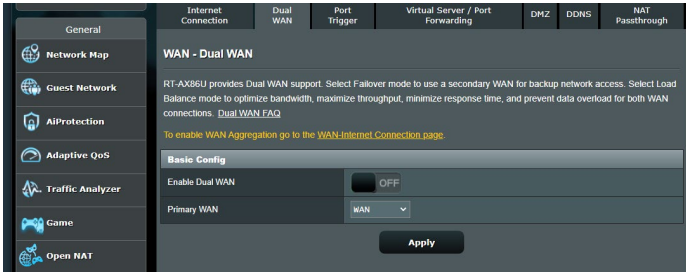 General
Network Map
Guest Network
AiProtection
Adaptive QoS
Traffic Analyzer
Game
Open NAT
Internet
Connection
Dual
WAN
Port
Trigger
Virtual Server / Port
Forwarding
DMZ
DDNS
NAT
Passthrough
WAN - Dual WAN
RT-AX86U provides Dual WAN support. Select Failover mode to use a secondary WAN for backup network access. Select Load
Balance mode to optimize bandwidth, maximize throughput, minimize response time, and prevent data overload for both WAN
connections. Dual WAN FAQ
To enable WAN Aggregation go to the WAN-Internet Connection page.
Basic Config
Enable Dual WAN
OFF
Primary WAN
WAN
Apply